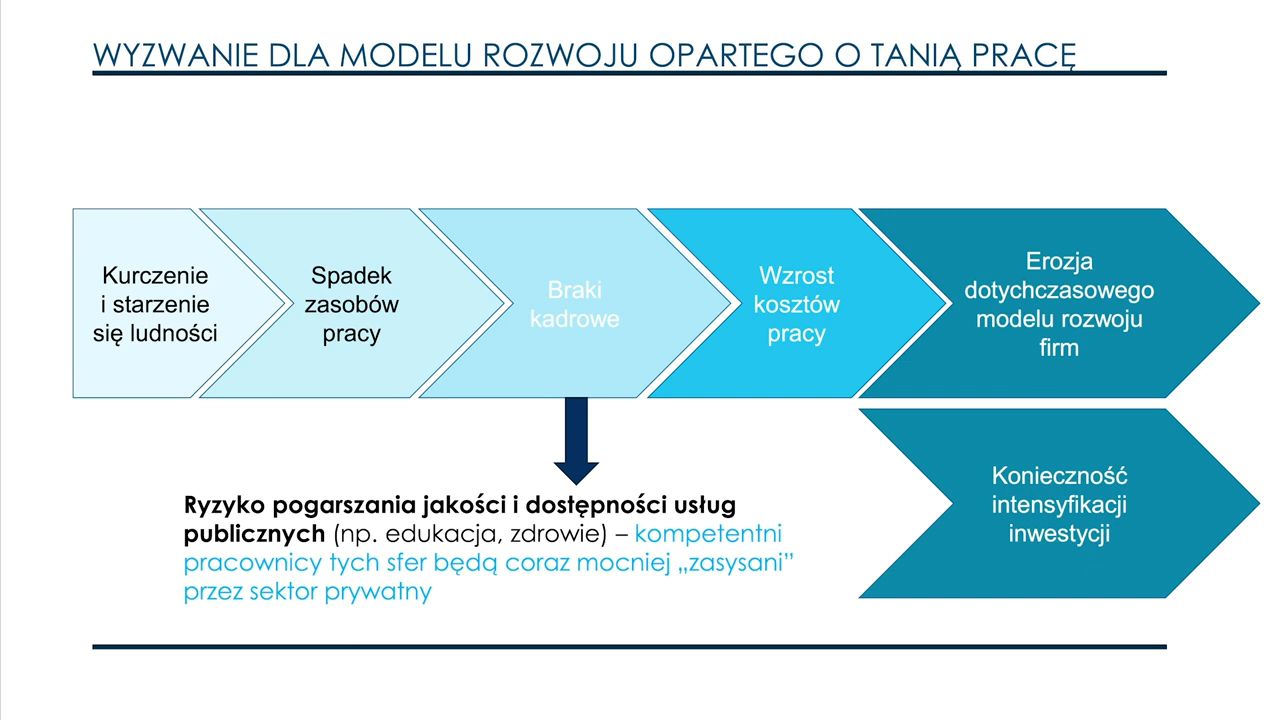 WYZWANIE DLA MODELU ROZWOJU OPARTEGO O TANIĄ PRACĘ
Kurczenie
i starzenie
się ludności
Spadek
zasobów
pracy
Braki
kadrowe
Wzrost
kosztów
pracy
Erozja
dotychczasowego
modelu rozwoju
firm
Konieczność
intensyfikacji
inwestycji
Ryzyko pogarszania jakości i dostępności usług
publicznych (np. edukacja, zdrowie) – kompetentni
pracownicy tych sfer będą coraz mocniej „zasysani”
przez sektor prywatny